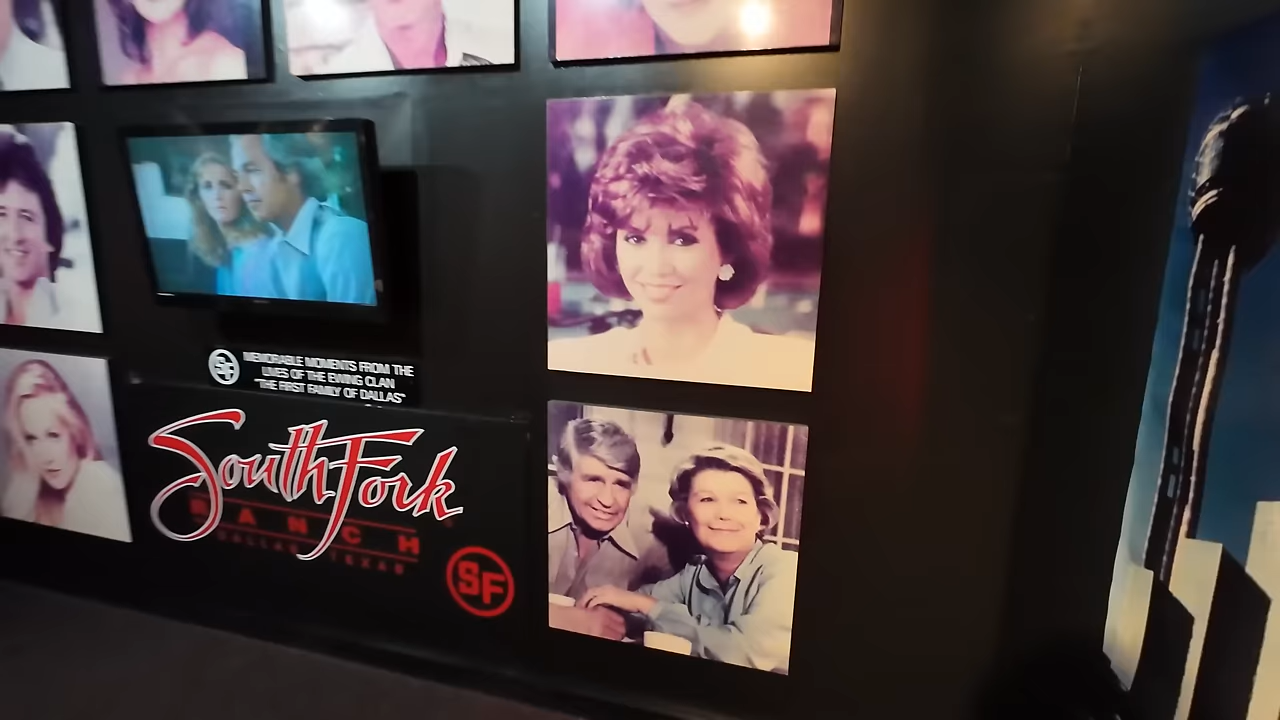 SF
MEMORABLE MOMENTS FROM THE
LIVES OF THE EWING CLAN
"THE FIRST FAMILY OF DALLAS"
SouthFork
RANCH
DALLAS, TEXAS
SF